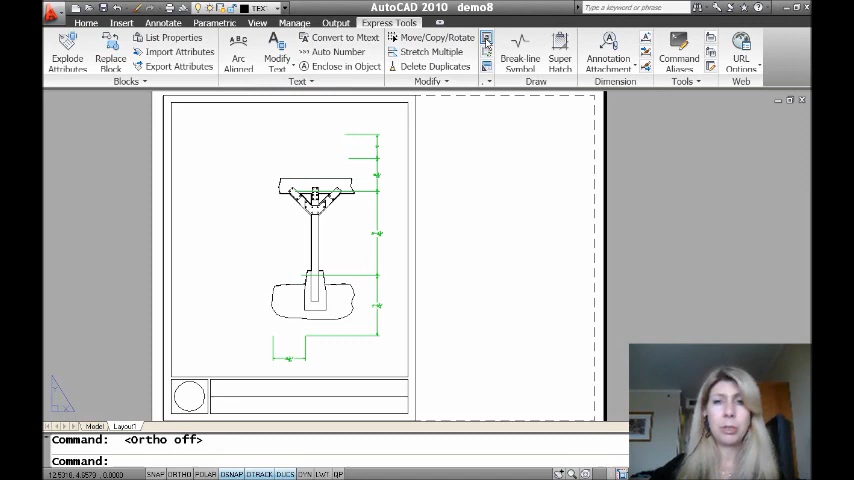 AutoCAD 2010 demo8
Type a keyword or phrase
Home Insert Annotate Parametric View Manage Output Express Tools
TEX
List Properties
Convert to Mtext
Move/Copy/Rotate
Import Attributes
Auto Number
Stretch Multiple
Export Attributes
Enclose in Object
Delete Duplicates
Explode Attributes
Replace Block
Arc Aligned
Modify Text
Break-line Symbol
Super Hatch
Annotation Attachment
Command Aliases
URL Options
Blocks Text Modify Draw Dimension Tools Web
Model Layout1
Command: <Ortho off>
Command:
SNAP ORTHO POLAR OSNAP OTRACK DUCS DYN LWT QP